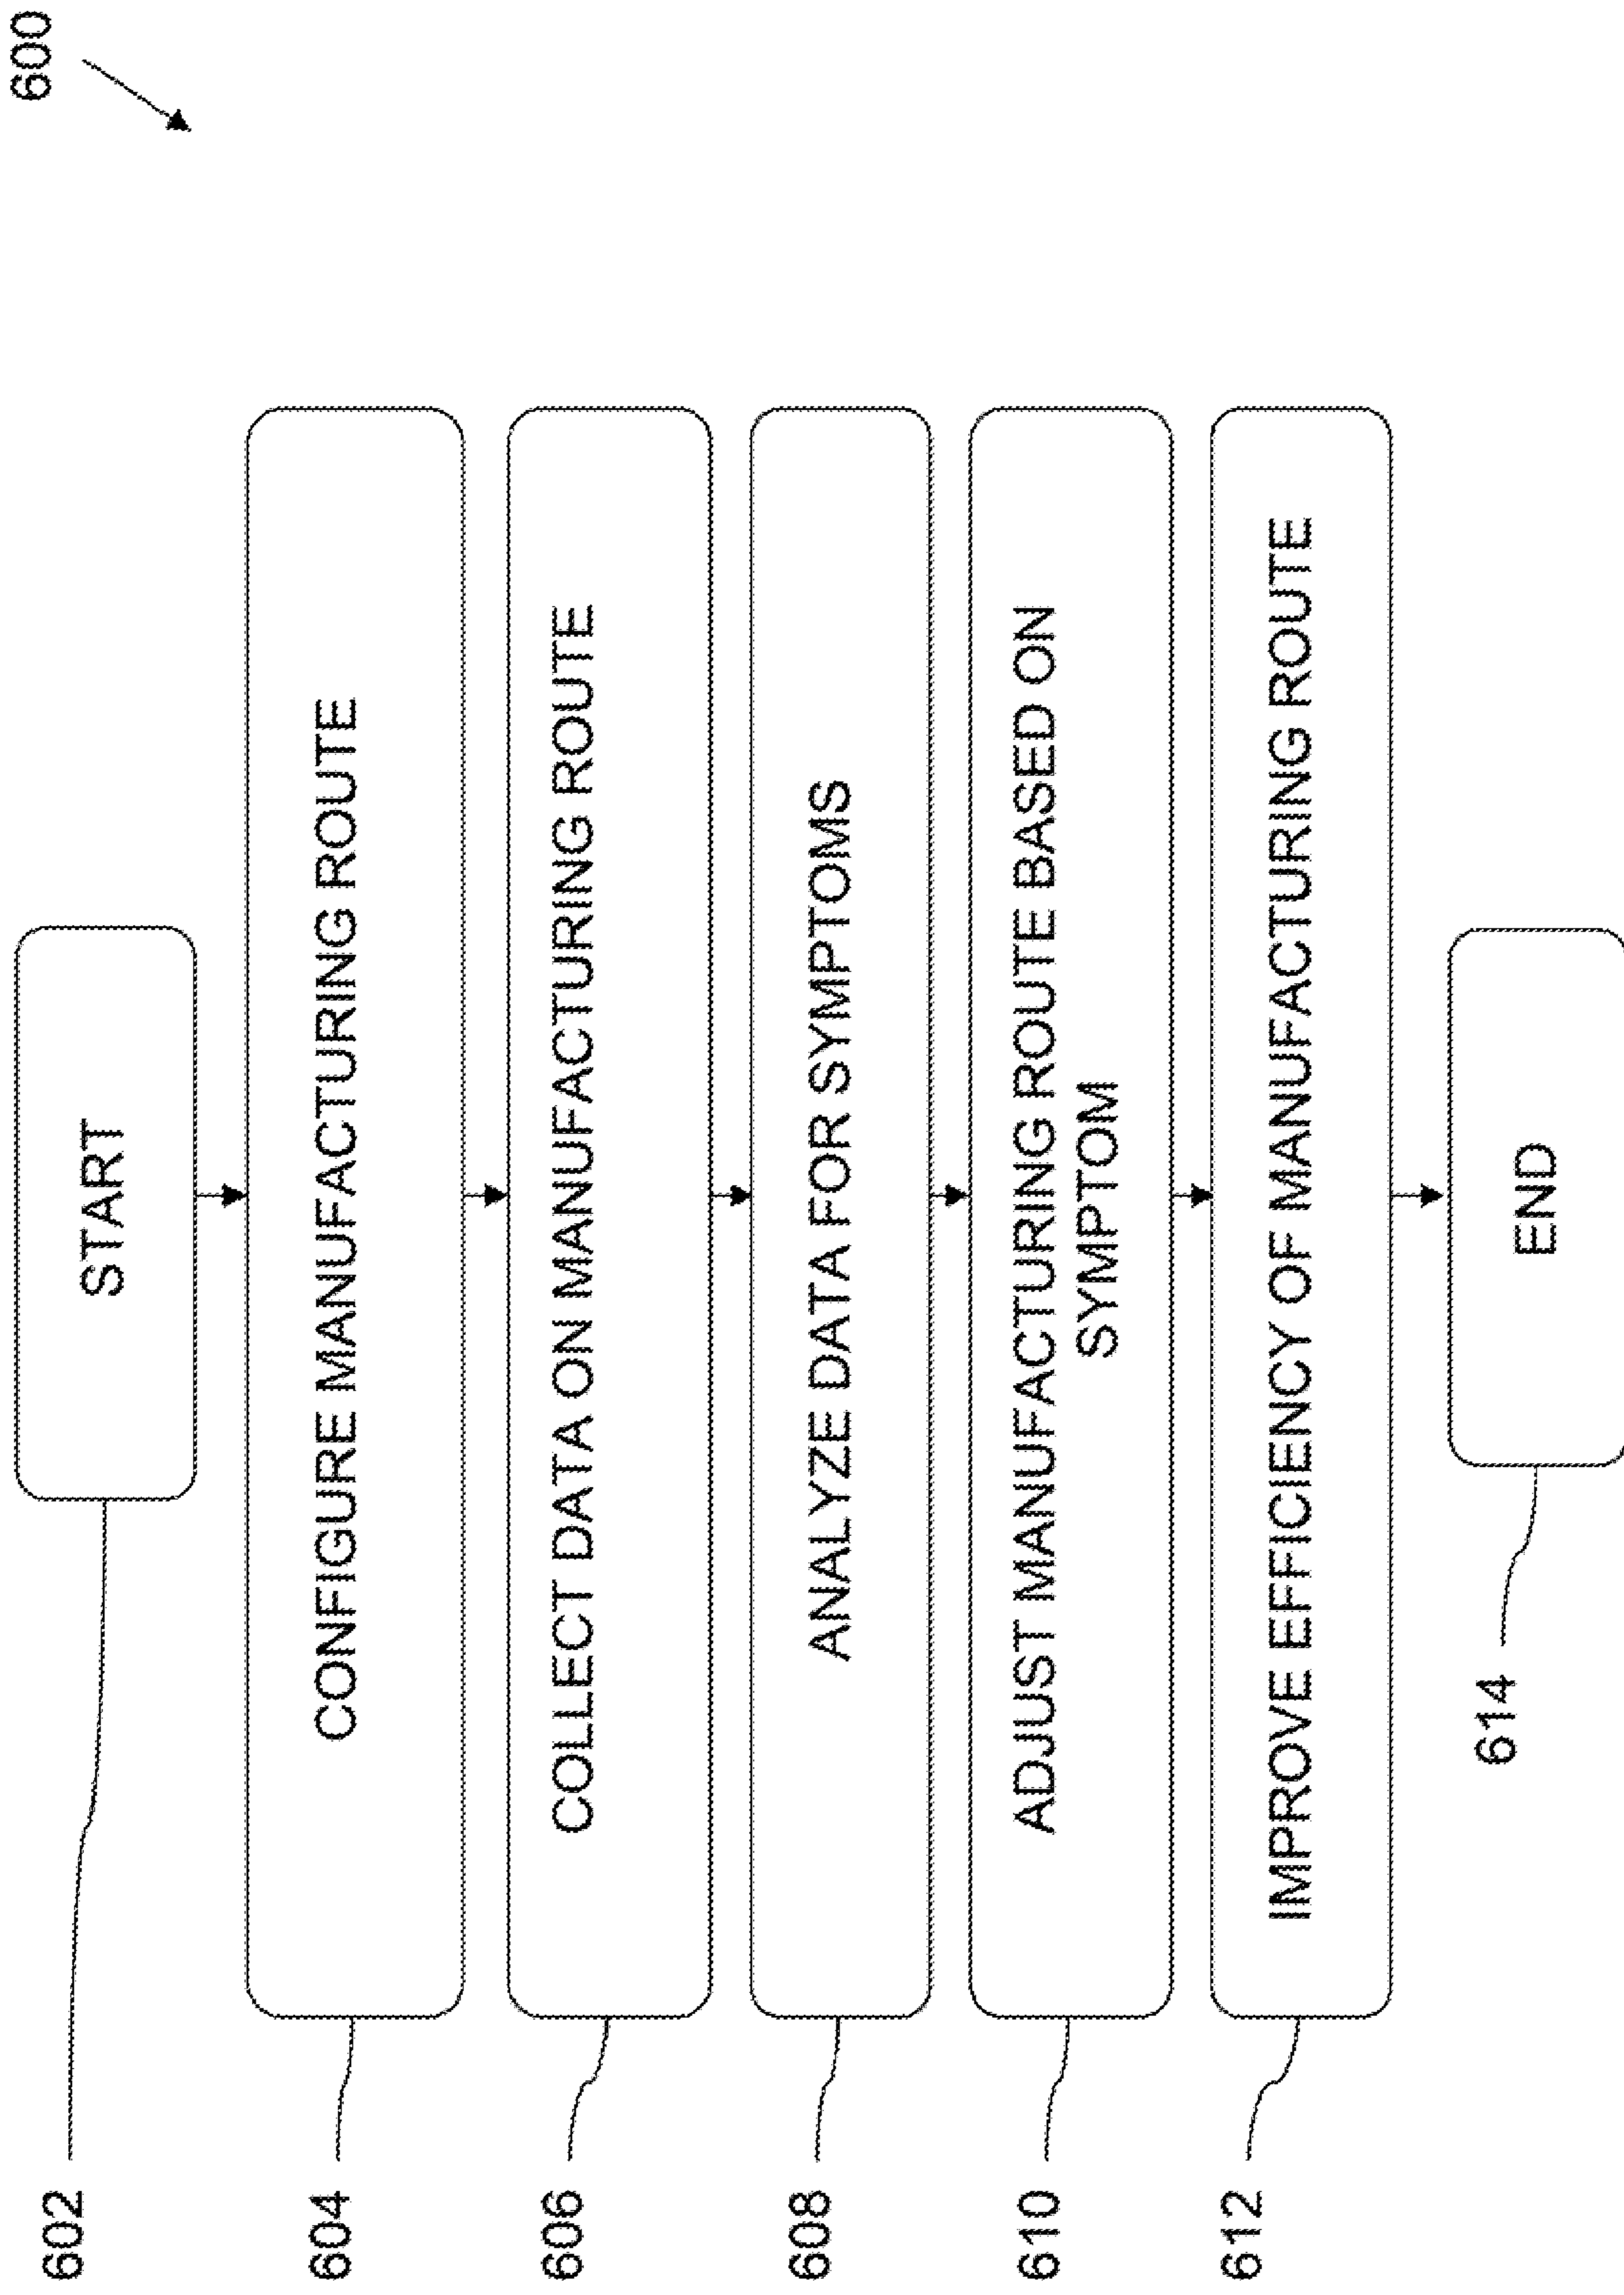 600
602
START
604
CONFIGURE MANUFACTURING ROUTE
606
COLLECT DATA ON MANUFACTURING ROUTE
608
ANALYZE DATA FOR SYMPTOMS
610
ADJUST MANUFACTURING ROUTE BASED ON
SYMPTOM
612
IMPROVE EFFICIENCY OF MANUFACTURING ROUTE
614
END